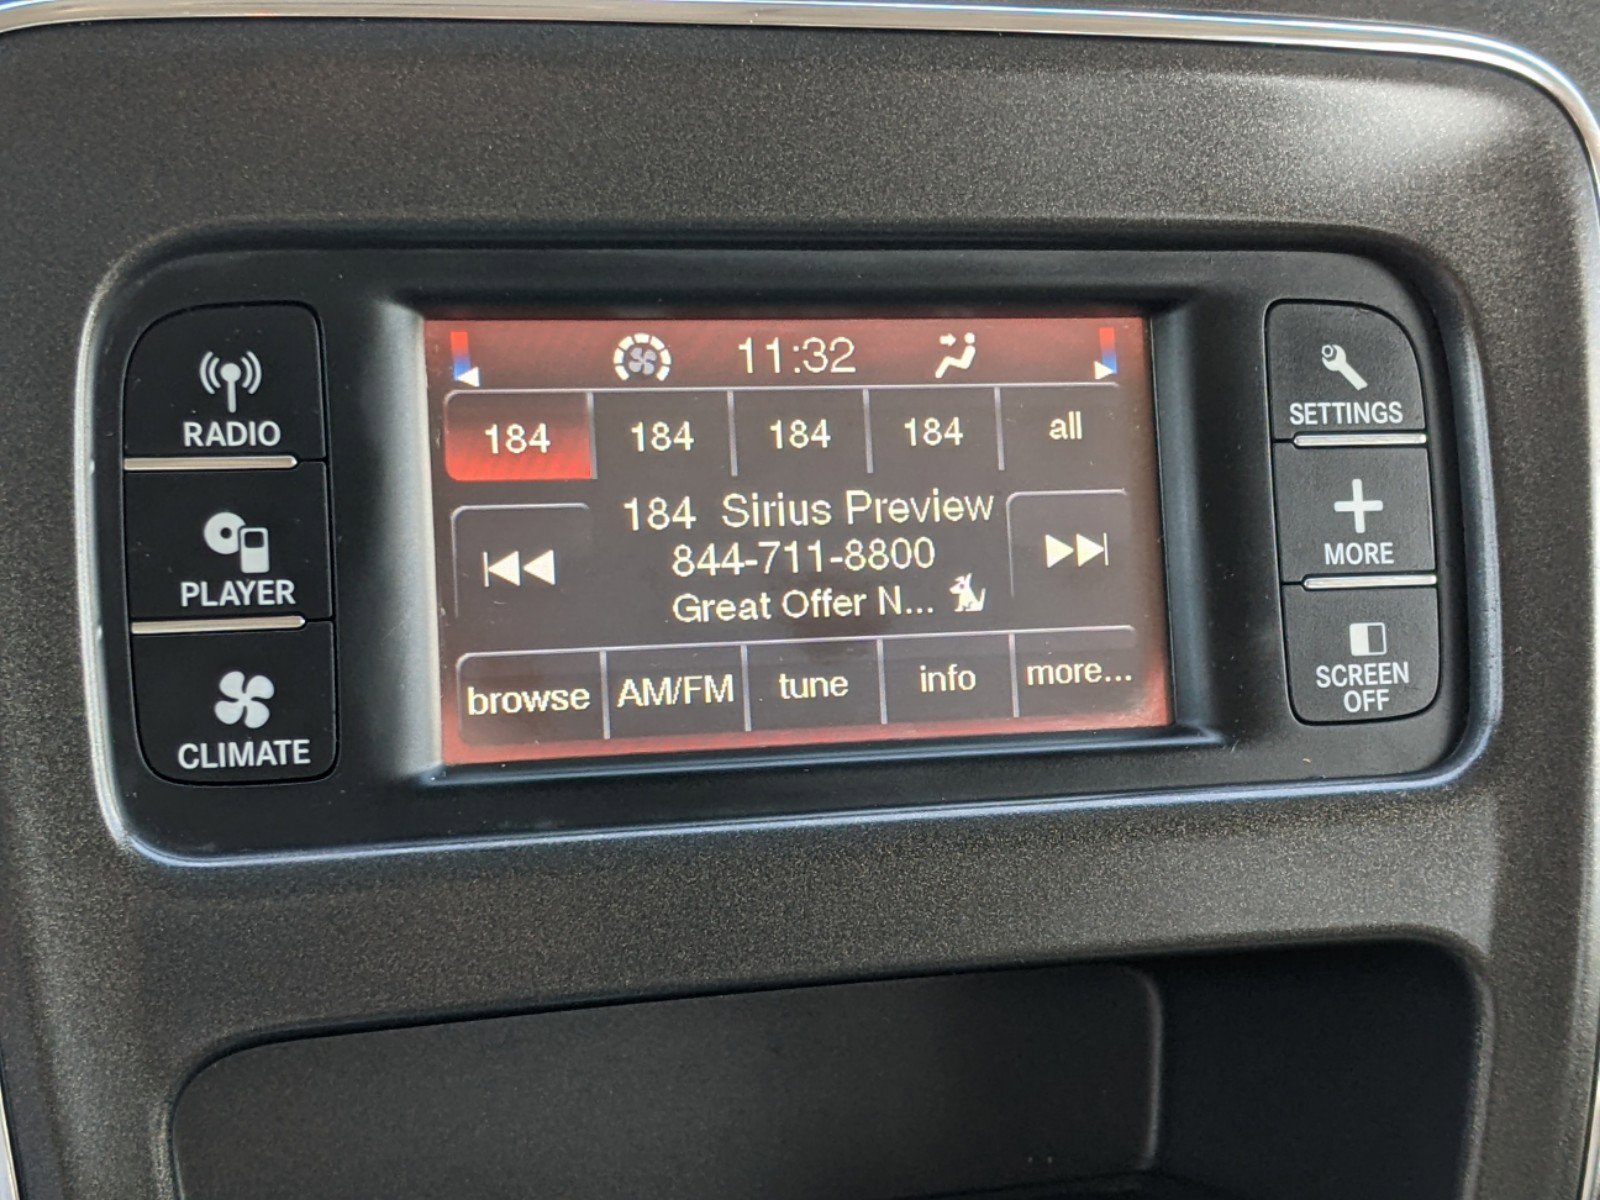 11:32
184 184 184 184 all
184 Sirius Preview
844-711-8800
Great Offer N...
browse AM/FM tune info more...
RADIO
PLAYER
CLIMATE
SETTINGS
MORE
SCREEN
OFF